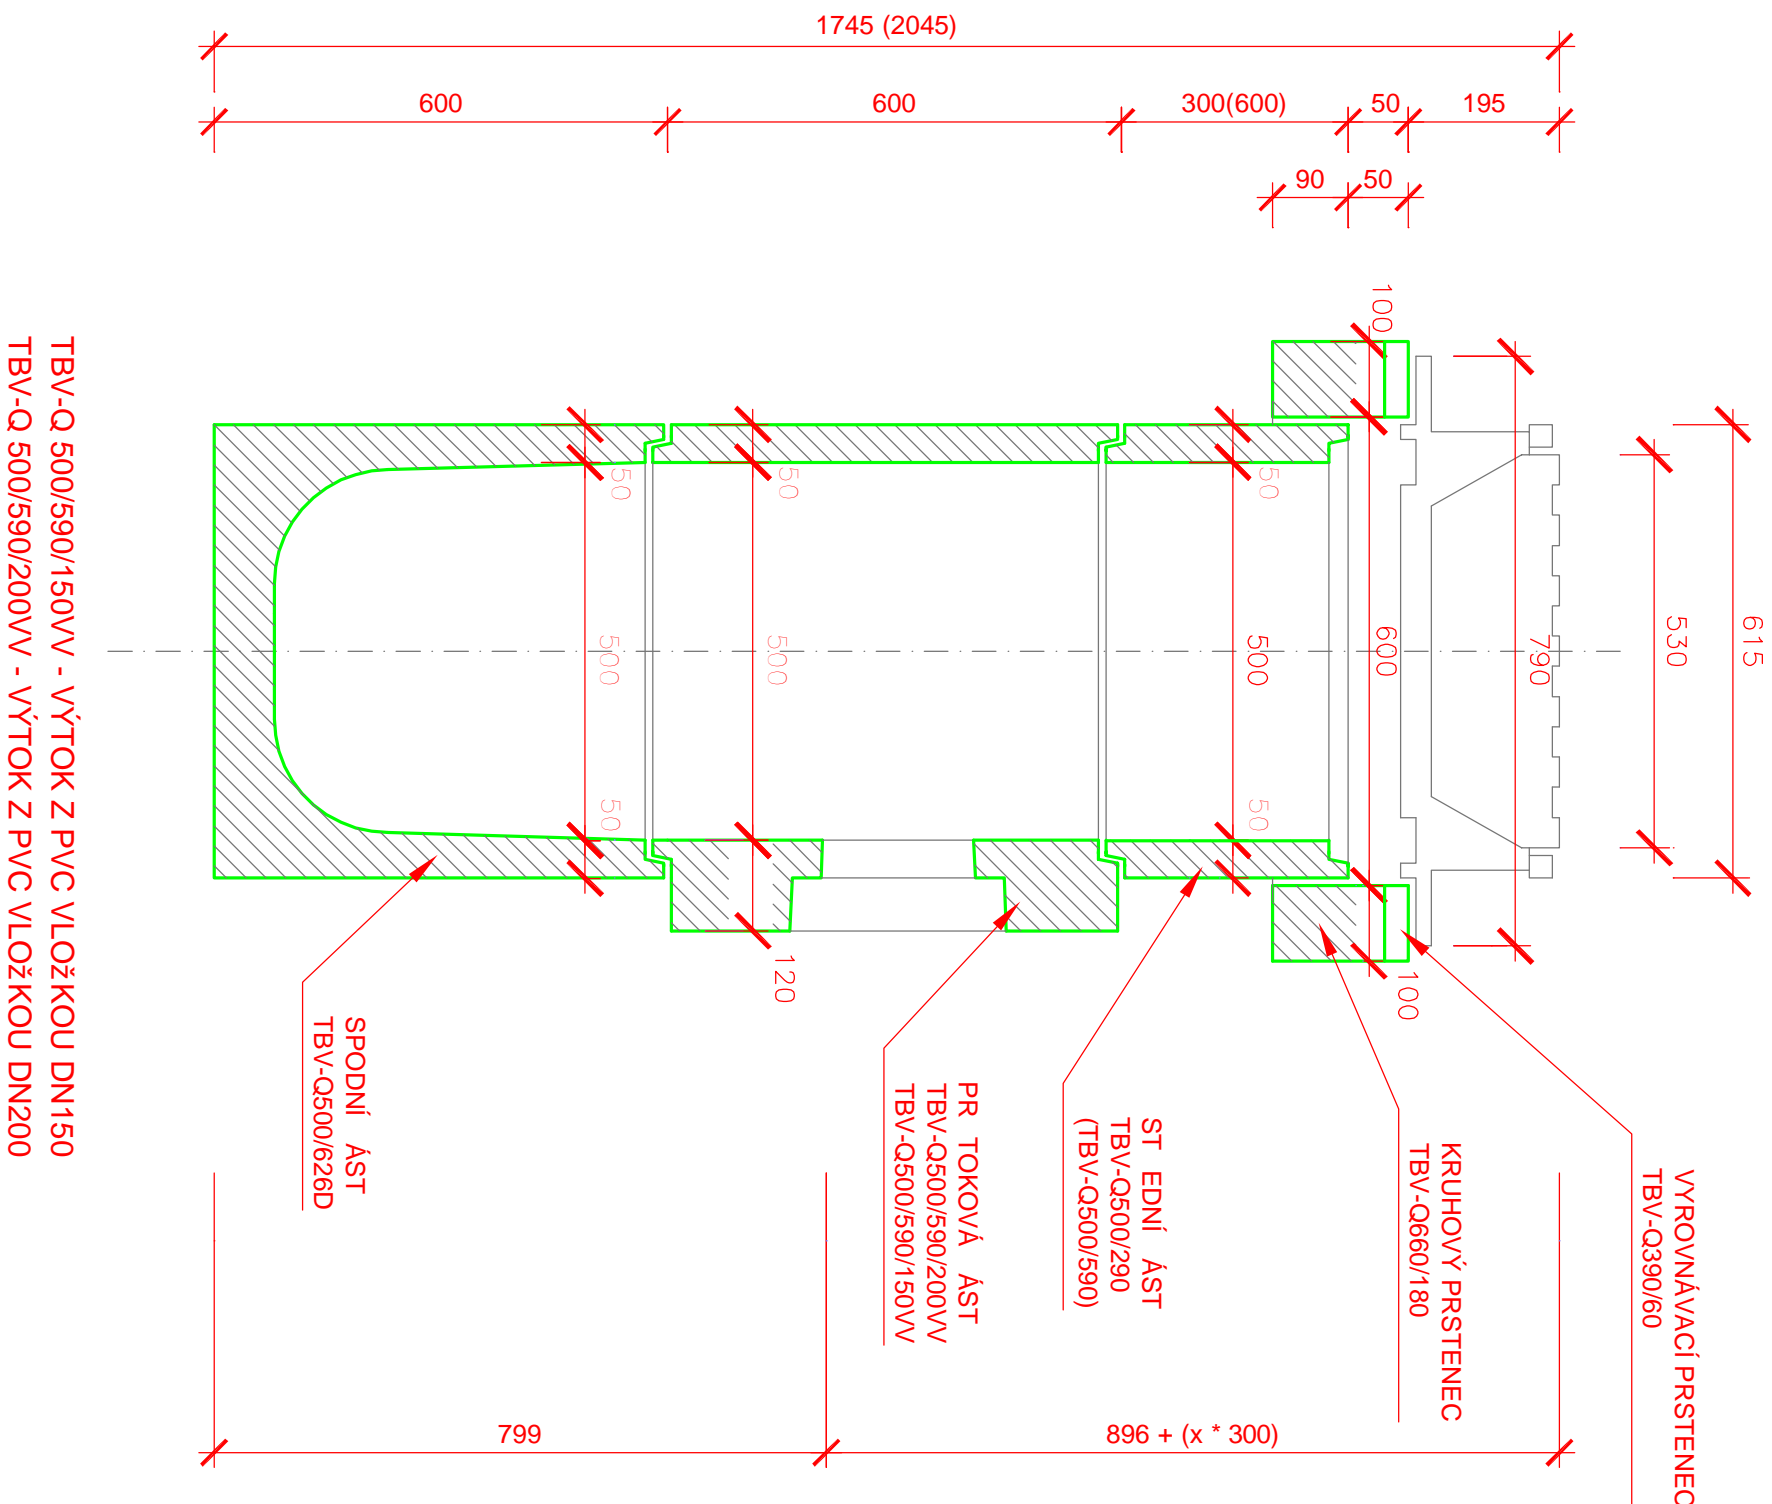 1745 (2045)
600
600
300(600)
50
195
90
50
100
615
530
790
600
500
500
500
50
50
50
50
50
120
100
VYROVNÁVACÍ PRSTENEC
TBV-Q390/60
KRUHOVÝ PRSTENEC
TBV-Q660/180
ST EDNÍ ÁST
TBV-Q500/290
(TBV-Q500/590)
PR TOKOVÁ ÁST
TBV-Q500/590/200VV
TBV-Q500/590/150VV
SPODNÍ ÁST
TBV-Q500/626D
799
896 + (x * 300)
TBV-Q 500/590/150VV - VÝTOK Z PVC VLOžKOU DN150
TBV-Q 500/590/200VV - VÝTOK Z PVC VLOžKOU DN200